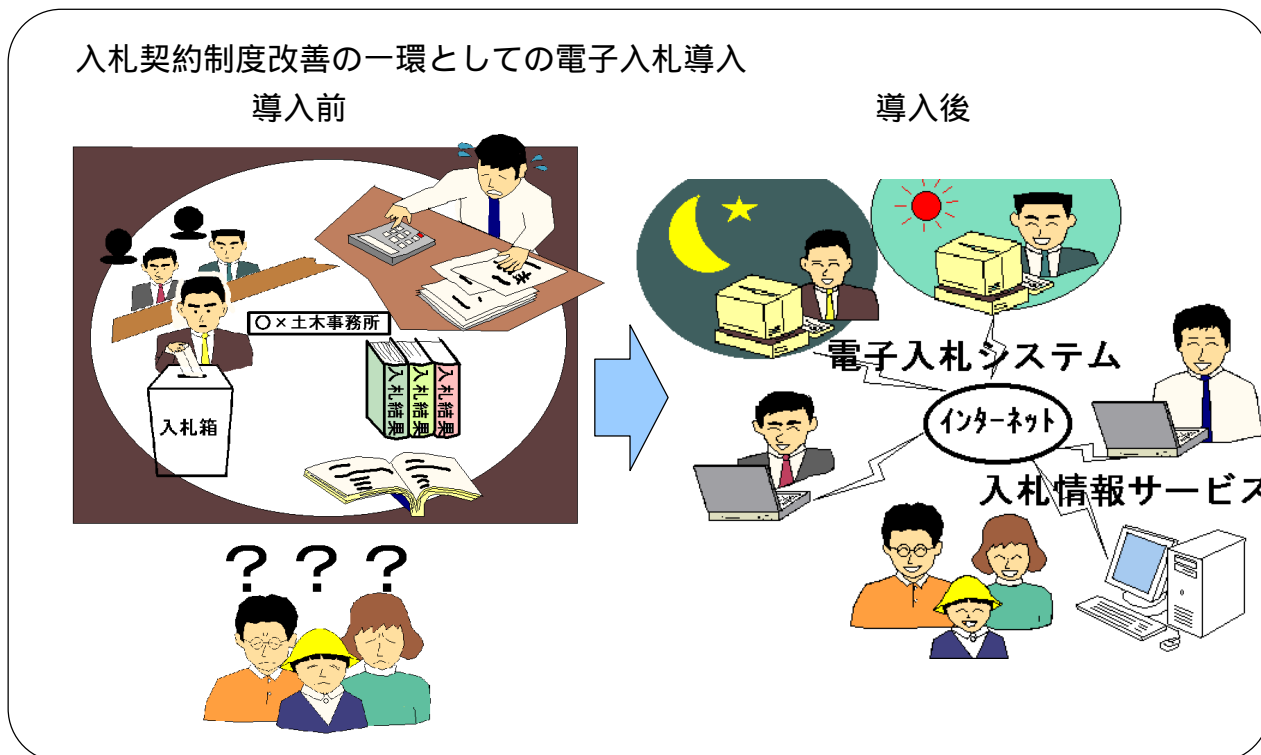 入札契約制度改善の一環としての電子入札導入
導入前
導入後
○×土木事務所
入札箱
入札結果
入札結果
入札結果
？？？
電子入札システム
インターネット
入札情報サービス